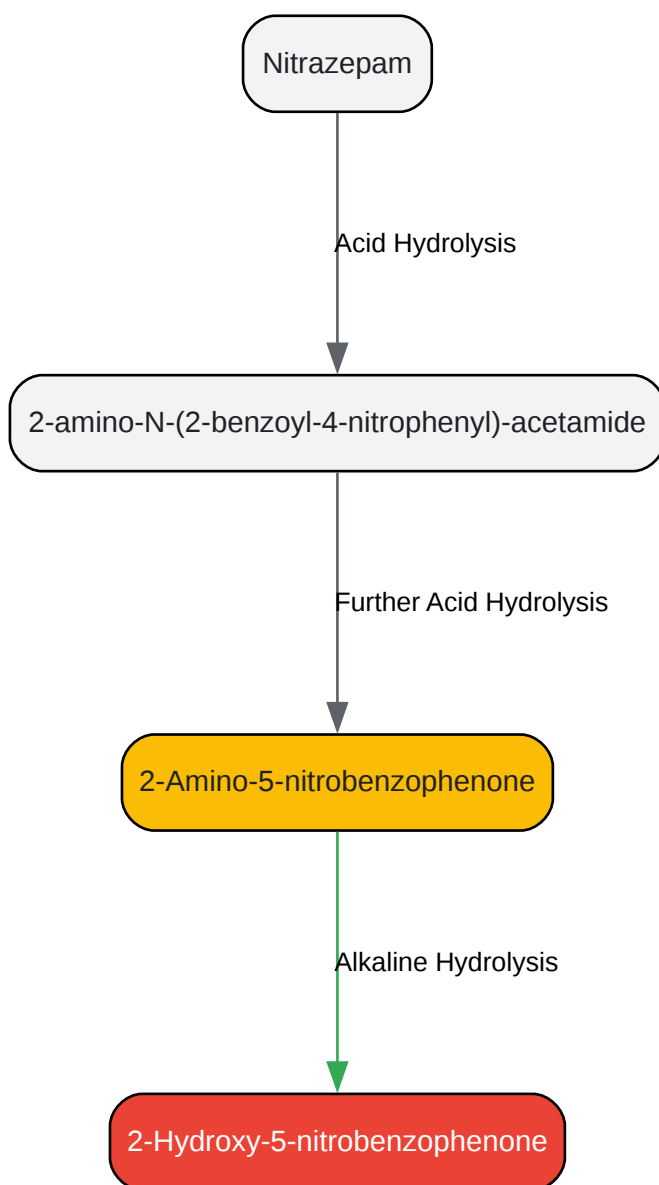 Nitrazepam
Acid Hydrolysis
2-amino-N-(2-benzoyl-4-nitrophenyl)-acetamide
Further Acid Hydrolysis
2-Amino-5-nitrobenzophenone
Alkaline Hydrolysis
2-Hydroxy-5-nitrobenzophenone